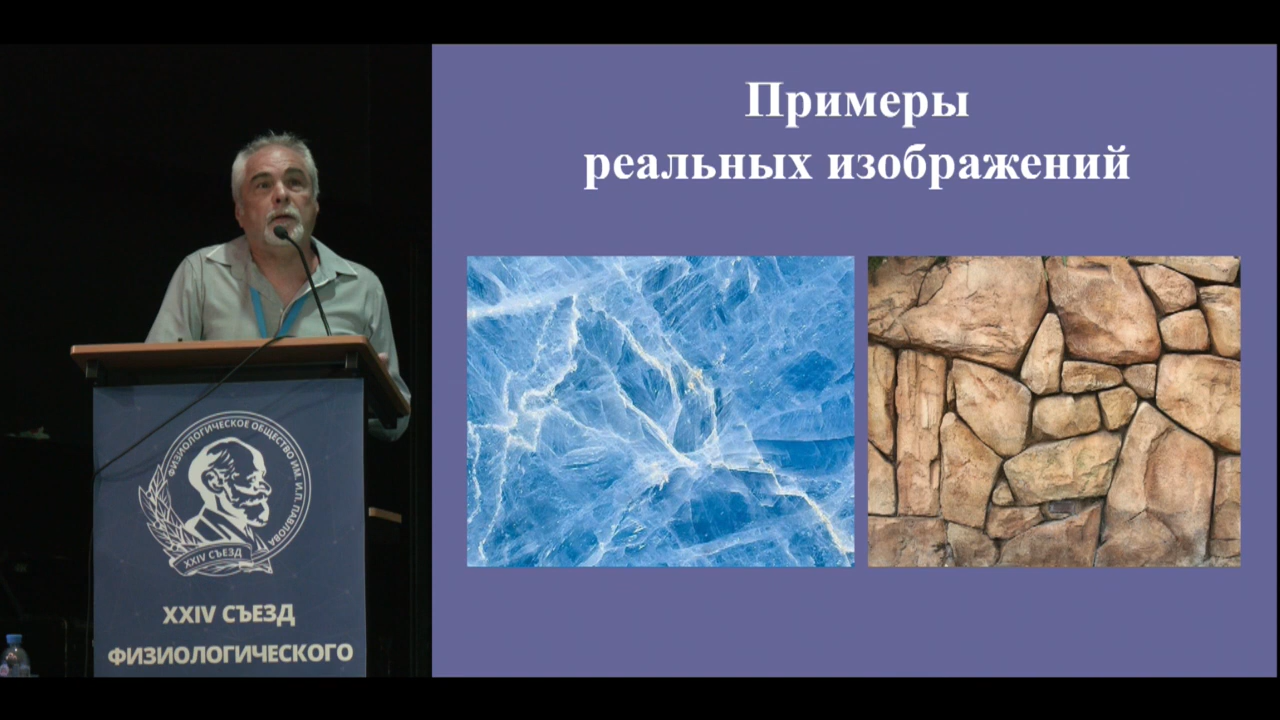 Примеры
реальных изображений
ФИЗИОЛОГИЧЕСКОЕ ОБЩЕСТВО ИМ. И.П. ПАВЛОВА
XXIV СЪЕЗД
XXIV СЪЕЗД
ФИЗИОЛОГИЧЕСКОГО